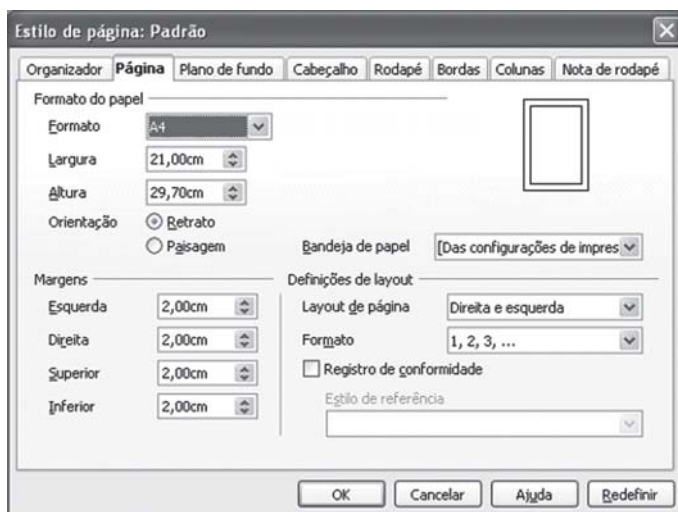 Estilo de página: Padrão
Organizador Página Plano de fundo Cabeçalho Rodapé Bordas Colunas Nota de rodapé
Formato do papel
Formato A4
Largura 21,00cm
Altura 29,70cm
Orientação Retrato
Paisagem
Bandeja de papel [Das configurações de impres
Margens
Esquerda 2,00cm
Direita 2,00cm
Superior 2,00cm
Inferior 2,00cm
Definições de layout
Layout de página Direita e esquerda
Formato 1, 2, 3, ...
Registro de conformidade
Estilo de referência
OK Cancelar Ajuda Redefinir